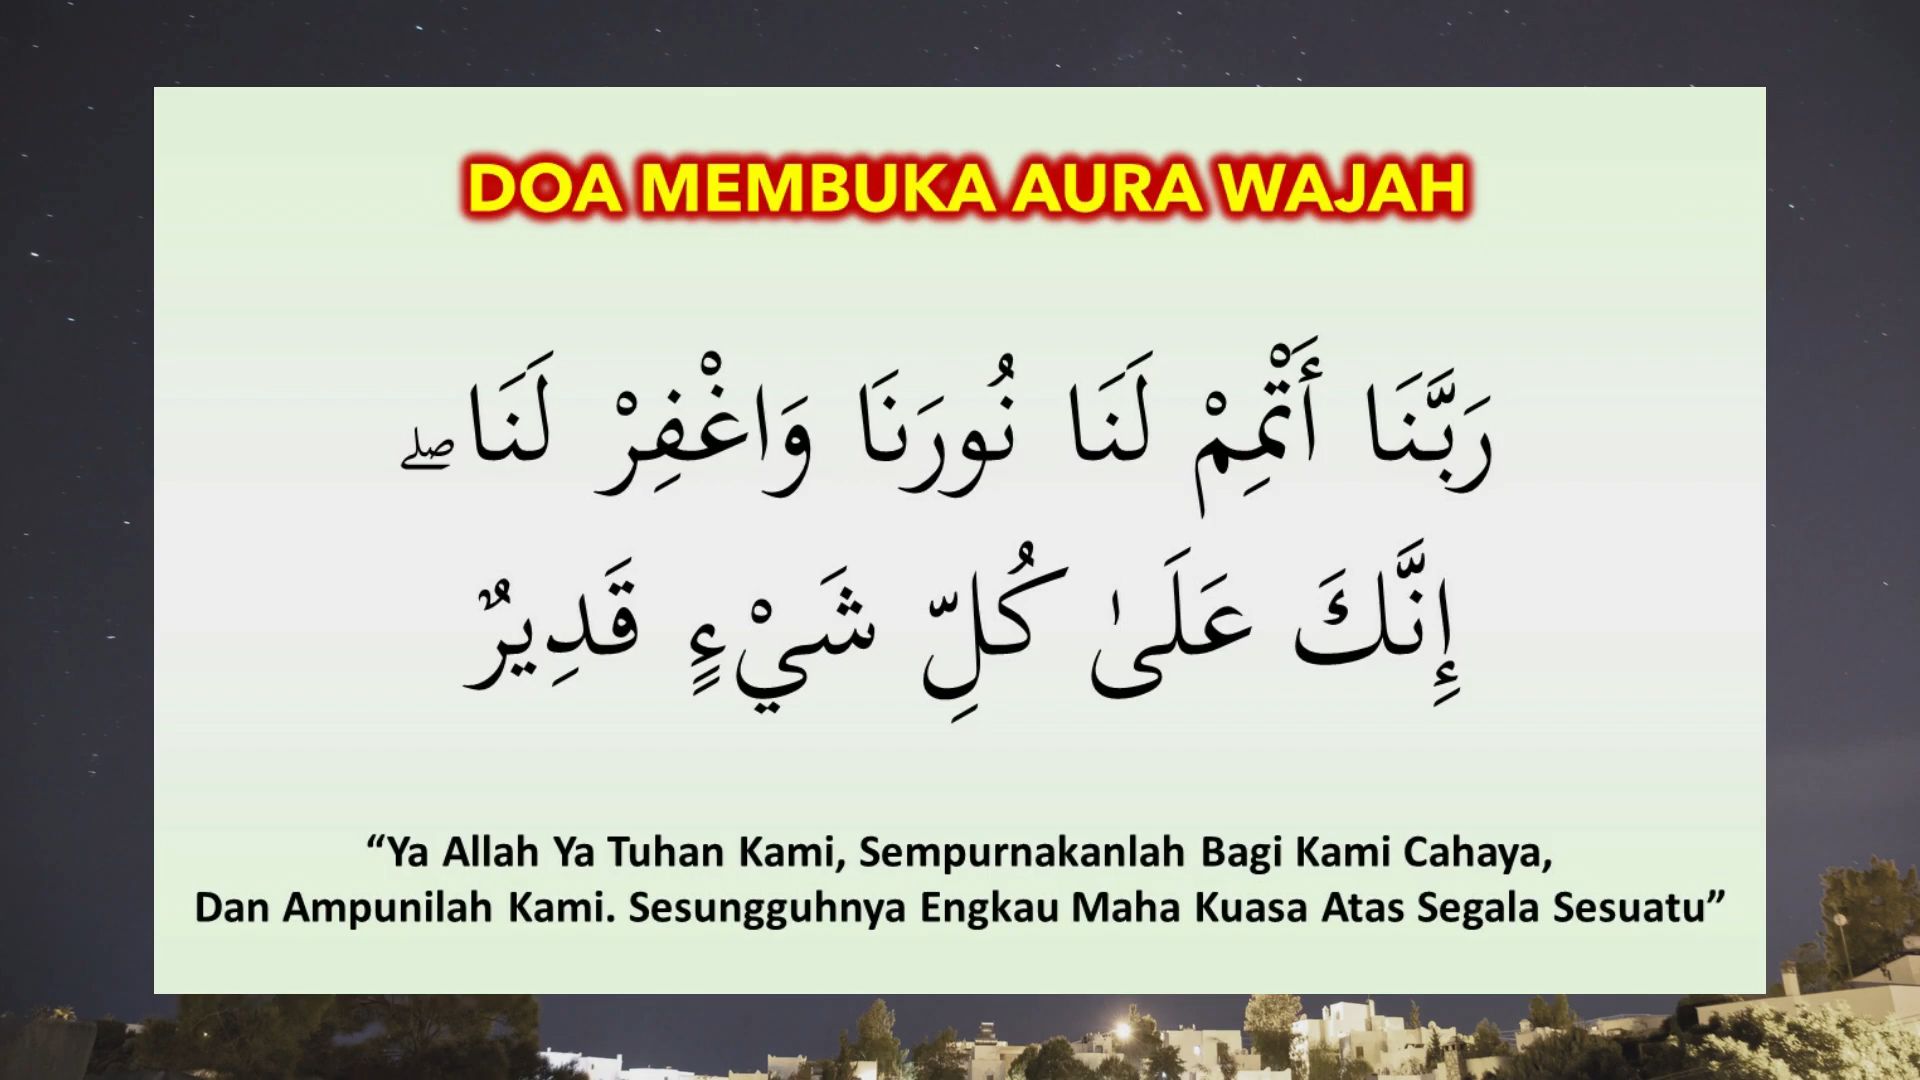 DOA MEMBUKA AURA WAJAH
رَبَّنَا أَتْمِمْ لَنَا نُورَنَا وَاغْفِرْ لَنَا ۖ
إِنَّكَ عَلَىٰ كُلِّ شَيْءٍ قَدِيرٌ
“Ya Allah Ya Tuhan Kami, Sempurnakanlah Bagi Kami Cahaya,
Dan Ampunilah Kami. Sesungguhnya Engkau Maha Kuasa Atas Segala Sesuatu”